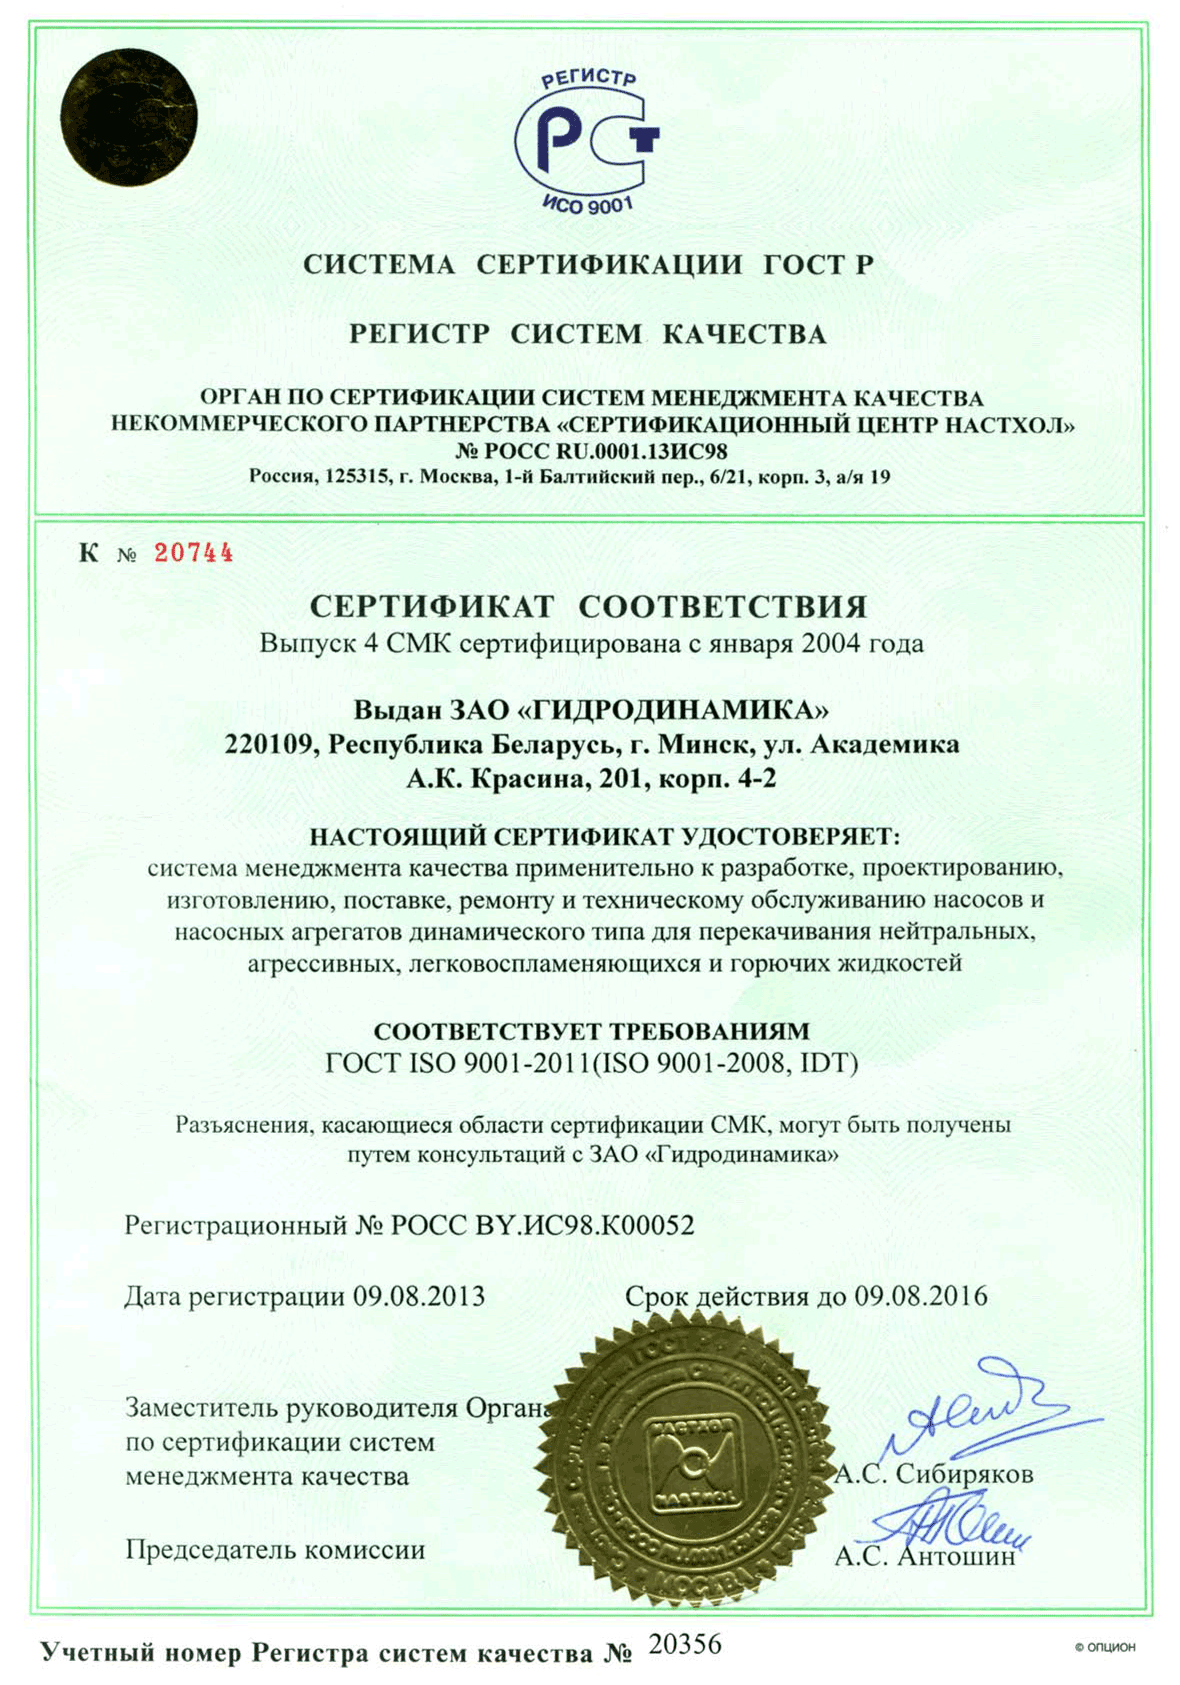 РЕГИСТР
РСТ
ИСО 9001
СИСТЕМА СЕРТИФИКАЦИИ ГОСТ Р
РЕГИСТР СИСТЕМ КАЧЕСТВА
ОРГАН ПО СЕРТИФИКАЦИИ СИСТЕМ МЕНЕДЖМЕНТА КАЧЕСТВА
НЕКОММЕРЧЕСКОГО ПАРТНЕРСТВА «СЕРТИФИКАЦИОННЫЙ ЦЕНТР НАСТХОЛ»
№ РОСС RU.0001.13ИС98
Россия, 125315, г. Москва, 1-й Балтийский пер., 6/21, корп. 3, а/я 19
К № 20744
СЕРТИФИКАТ СООТВЕТСТВИЯ
Выпуск 4 СМК сертифицирована с января 2004 года
Выдан ЗАО «ГИДРОДИНАМИКА»
220109, Республика Беларусь, г. Минск, ул. Академика
А.К. Красина, 201, корп. 4-2
НАСТОЯЩИЙ СЕРТИФИКАТ УДОСТОВЕРЯЕТ:
система менеджмента качества применительно к разработке, проектированию,
изготовлению, поставке, ремонту и техническому обслуживанию насосов и
насосных агрегатов динамического типа для перекачивания нейтральных,
агрессивных, легковоспламеняющихся и горючих жидкостей
СООТВЕТСТВУЕТ ТРЕБОВАНИЯМ
ГОСТ ISO 9001-2011(ISO 9001-2008, IDT)
Разъяснения, касающиеся области сертификации СМК, могут быть получены
путем консультаций с ЗАО «Гидродинамика»
Регистрационный № РОСС BY.ИС98.К00052
Дата регистрации 09.08.2013 Срок действия до 09.08.2016
Заместитель руководителя Органа
по сертификации систем
менеджмента качества А.С. Сибиряков
Председатель комиссии А.С. Антошин
ГОСТ
НАСТХОЛ
НАСТХОЛ
МОСКВА
Учетный номер Регистра систем качества № 20356
© ОПЦИОН